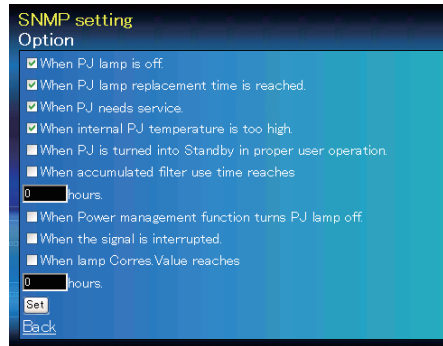 SNMP setting
Option
When PJ lamp is off.
When PJ lamp replacement time is reached.
When PJ needs service.
When internal PJ temperature is too high.
When PJ is turned into Standby in proper user operation.
When accumulated filter use time reaches
0 hours.
When Power management function turns PJ lamp off.
When the signal is interrupted.
When lamp Corres.Value reaches
0 hours.
Set
Back